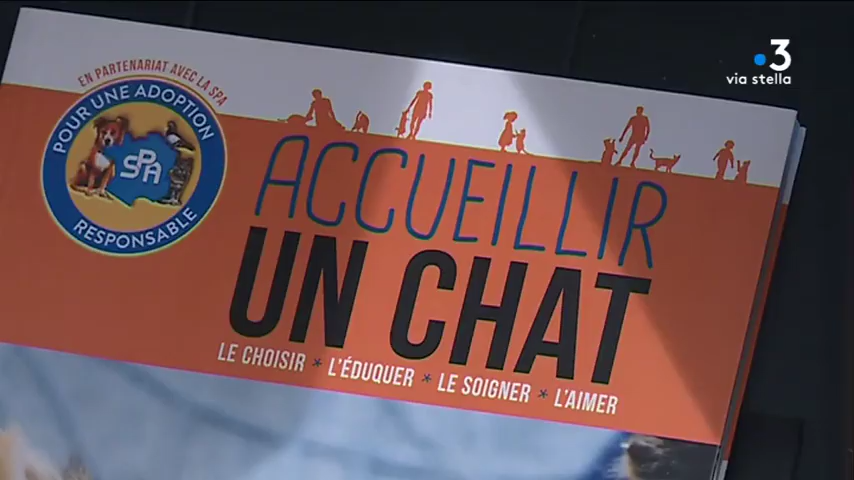 3
via stella
EN PARTENARIAT AVEC LA SPA
POUR UNE ADOPTION
SPA
RESPONSABLE
ACCUEILLIR
UN CHAT
LE CHOISIR * L'ÉDUQUER * LE SOIGNER * L'AIMER